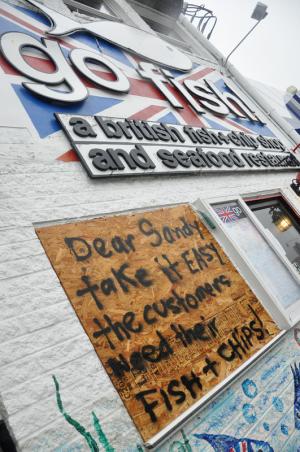 go fish!
a british fish+chip shop
and seafood restaurant
go
Dear Sandy,
take it EASY
the customers
Need their
FISH + CHIPS!